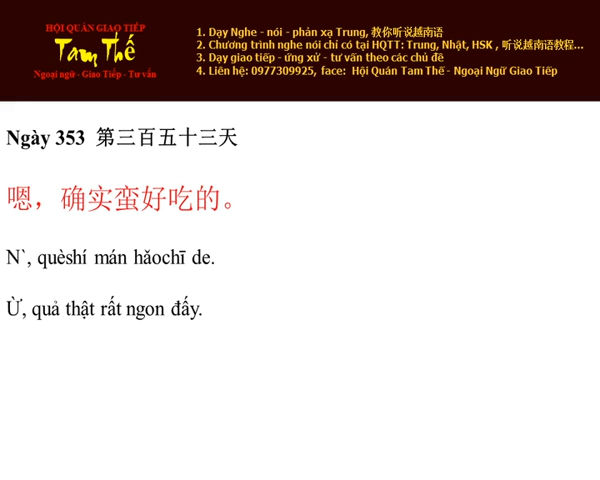 HỘI QUÁN GIAO TIẾP
Tam Thế
Ngoại ngữ - Giao Tiếp - Tư vấn
1. Dạy Nghe - nói - phản xạ Trung, 教你听说越南语
2. Chương trình nghe nói chỉ có tại HQTT: Trung, Nhật, HSK , 听说越南语教程...
3. Dạy giao tiếp - ứng xử - tư vấn theo các chủ đề
4. Liên hệ: 0977309925, face: Hội Quán Tam Thế - Ngoại Ngữ Giao Tiếp
Ngày 353 第三百五十三天
嗯，确实蛮好吃的。
N`, quèshí mán hǎochī de.
Ừ, quả thật rất ngon đấy.